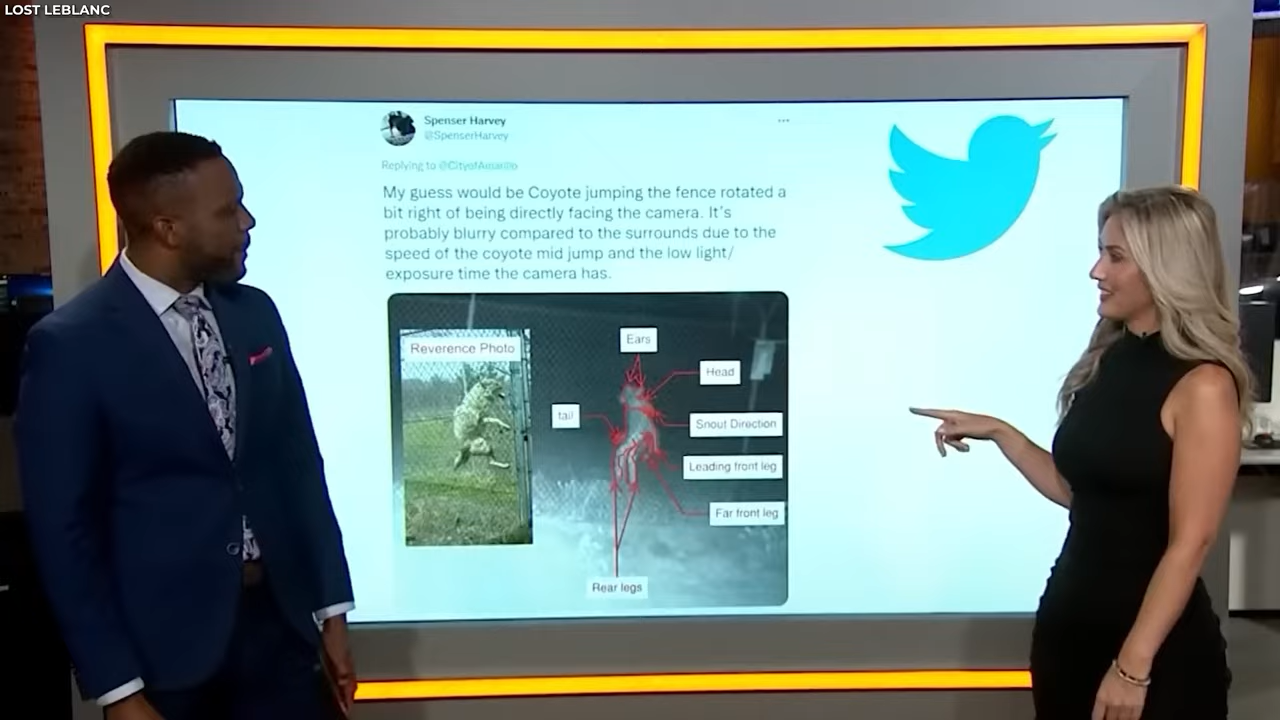 LOST LEBLANC
Spenser Harvey
@SpenserHarvey
Replying to @CityofAmarillo
My guess would be Coyote jumping the fence rotated a
bit right of being directly facing the camera. It's
probably blurry compared to the surrounds due to the
speed of the coyote mid jump and the low light/
exposure time the camera has.
Reverence Photo
Ears
Head
tail
Snout Direction
Leading front leg
Far front leg
Rear legs